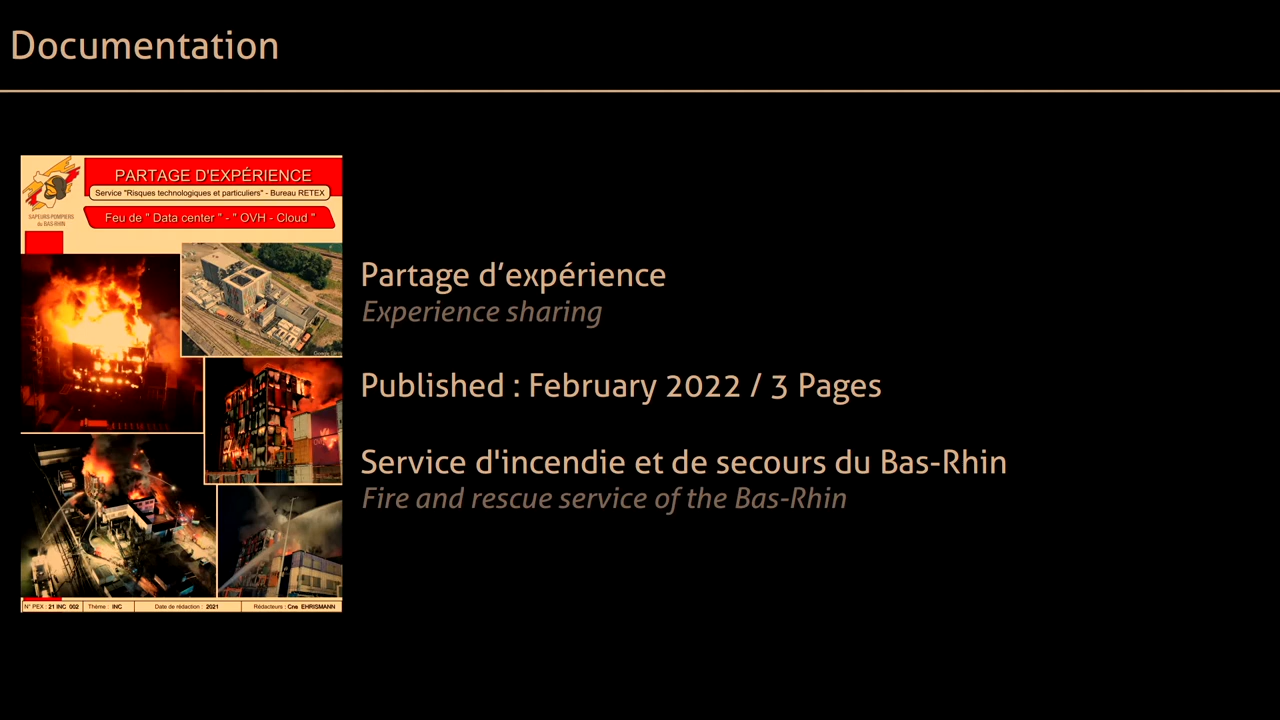 Documentation
PARTAGE D'EXPÉRIENCE
Service "Risques technologiques et particuliers" - Bureau RETEX
SAPEURS-POMPIERS
du BAS-RHIN
Feu de " Data center " - " OVH - Cloud "
Google Earth
N° PEX : 21 INC 002
Thème : INC
Date de rédaction : 2021
Rédacteurs : Cne EHRISMANN
Partage d’expérience
Experience sharing
Published : February 2022 / 3 Pages
Service d'incendie et de secours du Bas-Rhin
Fire and rescue service of the Bas-Rhin